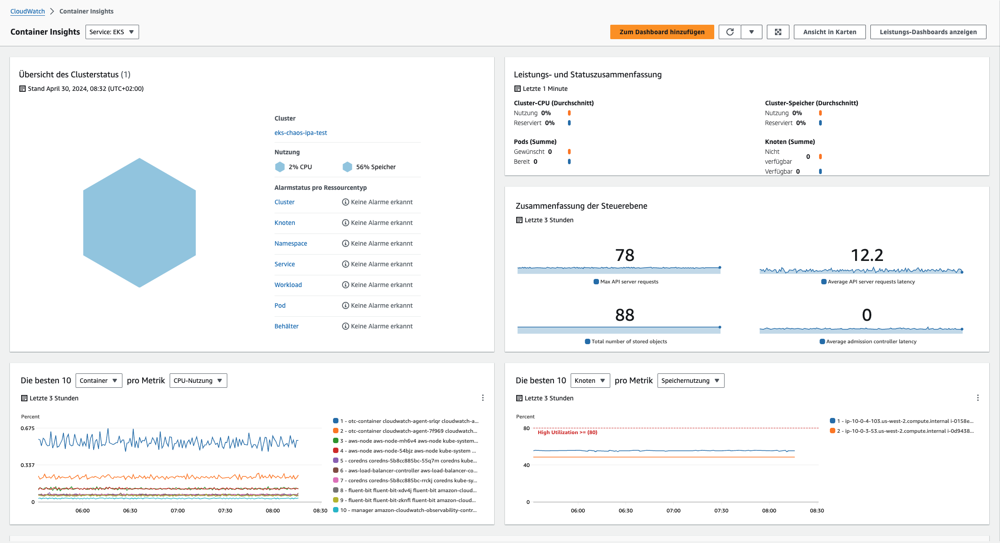 CloudWatch > Container Insights
Container Insights Service: EKS
Zum Dashboard hinzufügen
Ansicht in Karten
Leistungs-Dashboards anzeigen
Übersicht des Clusterstatus (1)
Stand April 30, 2024, 08:32 (UTC+02:00)
Cluster
eks-chaos-ipa-test
Nutzung
2% CPU 56% Speicher
Alarmstatus pro Ressourcentyp
Cluster Keine Alarme erkannt
Knoten Keine Alarme erkannt
Namespace Keine Alarme erkannt
Service Keine Alarme erkannt
Workload Keine Alarme erkannt
Pod Keine Alarme erkannt
Behälter Keine Alarme erkannt
Leistungs- und Statuszusammenfassung
Letzte 1 Minute
Cluster-CPU (Durchschnitt)
Nutzung 0%
Reserviert 0%
Cluster-Speicher (Durchschnitt)
Nutzung 0%
Reserviert 0%
Pods (Summe)
Gewünscht 0
Bereit 0
Knoten (Summe)
Nicht
verfügbar 0
Verfügbar 0
Zusammenfassung der Steuerebene
Letzte 3 Stunden
78
Max API server requests
12.2
Average API server requests latency
88
Total number of stored objects
0
Average admission controller latency
Die besten 10 Container pro Metrik CPU-Nutzung
Letzte 3 Stunden
Percent
0.675
0.337
0
06:00 06:30 07:00 07:30 08:00 08:30
1 - otc-container cloudwatch-agent-srlqr cloudwatch-a...
2 - otc-container cloudwatch-agent-7f969 cloudwatch...
3 - aws-node aws-node-mh6v4 aws-node kube-system...
4 - aws-node aws-node-54bjz aws-node kube-system ...
5 - coredns coredns-5b8cc885bc-55q7m coredns kube...
6 - aws-load-balancer-controller aws-load-balancer-co...
7 - coredns coredns-5b8cc885bc-rrckj coredns kube-sy...
8 - fluent-bit fluent-bit-xdv4j fluent-bit amazon-cloud...
9 - fluent-bit fluent-bit-zknfl fluent-bit amazon-cloud...
10 - manager amazon-cloudwatch-observability-contr...
Die besten 10 Knoten pro Metrik Speichernutzung
Letzte 3 Stunden
Percent
80
High Utilization >= (80)
40
0
06:00 06:30 07:00 07:30 08:00 08:30
1 - ip-10-0-4-103.us-west-2.compute.internal i-0158e...
2 - ip-10-0-3-53.us-west-2.compute.internal i-0d9438...